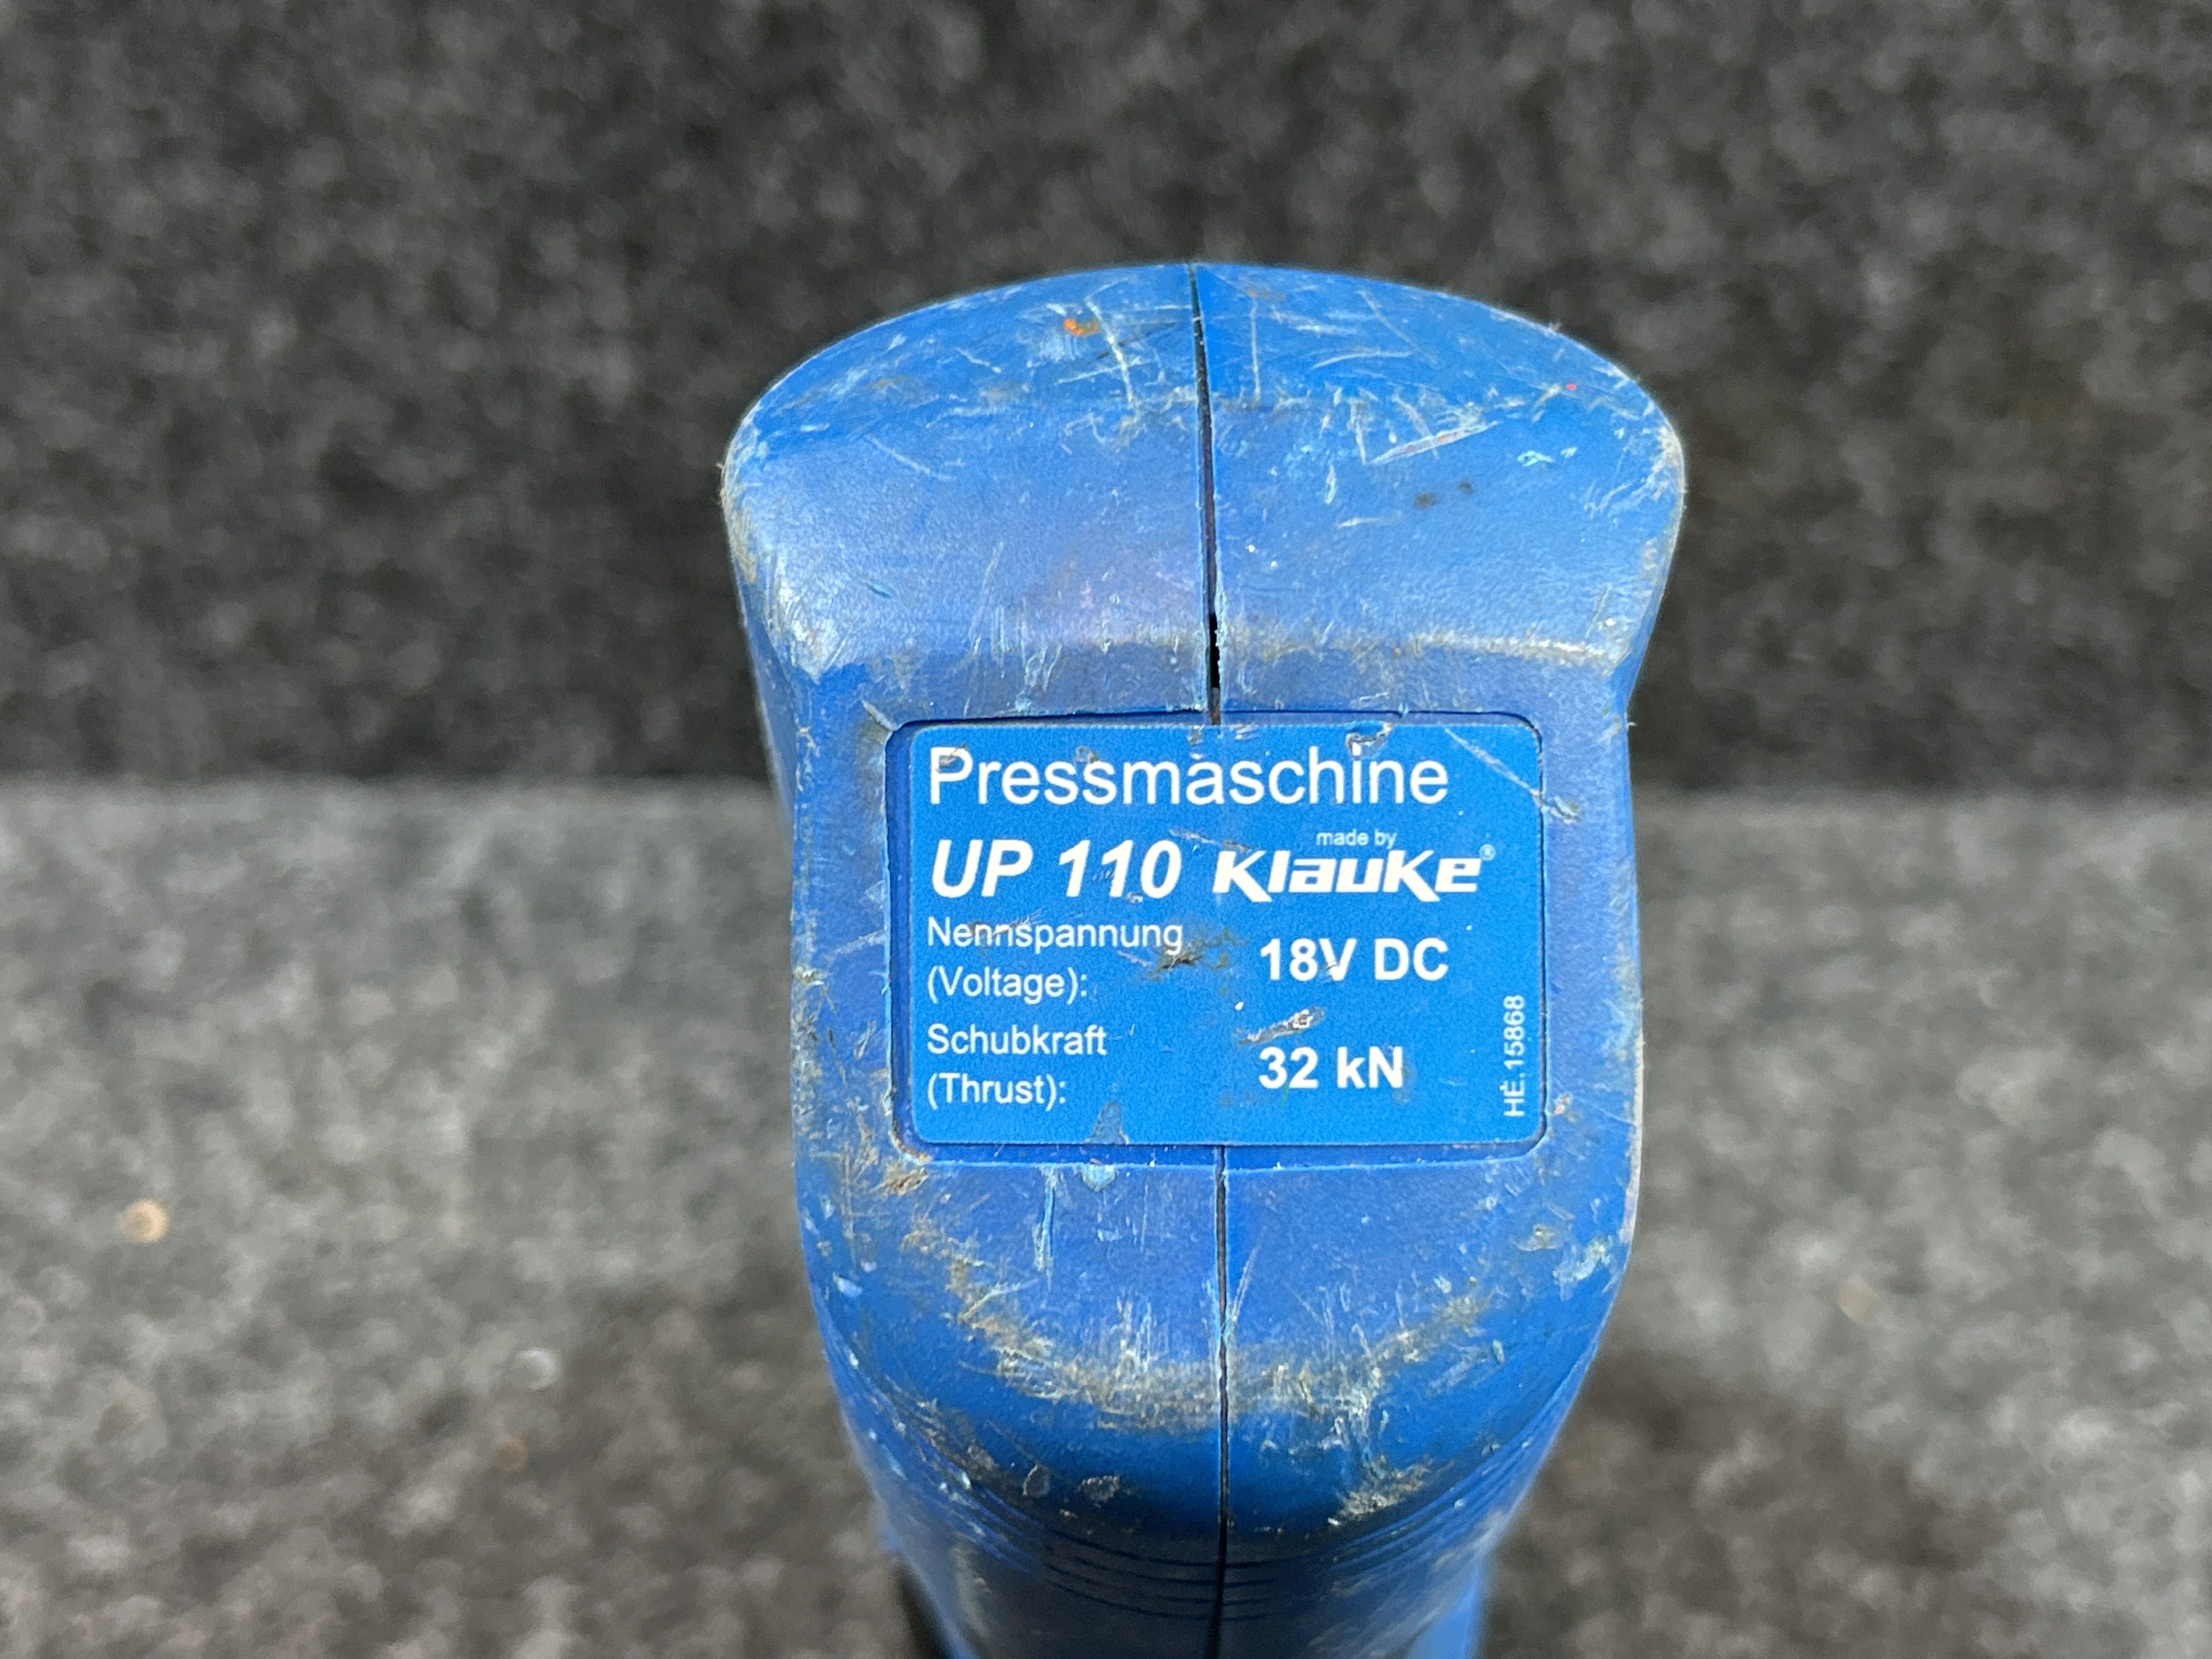 Pressmaschine
UP 110 made by Klauke®
Nennspannung
(Voltage): 18V DC
Schubkraft
(Thrust): 32 kN
HE.15868